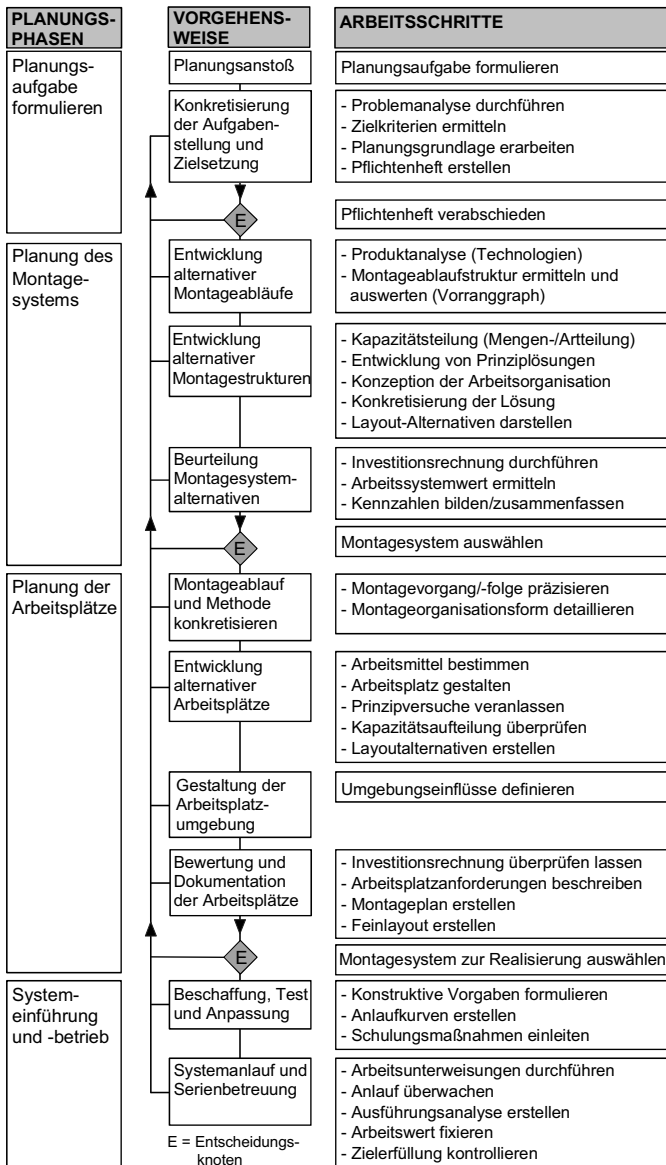 PLANUNGS-
PHASEN
VORGEHENS-
WEISE
ARBEITSSCHRITTE
Planungs-
aufgabe
formulieren
Planungsanstoß
Planungsaufgabe formulieren
Konkretisierung
der Aufgaben-
stellung und
Zielsetzung
- Problemanalyse durchführen
- Zielkriterien ermitteln
- Planungsgrundlage erarbeiten
- Pflichtenheft erstellen
E
Pflichtenheft verabschieden
Planung des
Montage-
systems
Entwicklung
alternativer
Montageabläufe
- Produktanalyse (Technologien)
- Montageablaufstruktur ermitteln und
auswerten (Vorranggraph)
Entwicklung
alternativer
Montagestrukturen
- Kapazitätsteilung (Mengen-/Artteilung)
- Entwicklung von Prinziplösungen
- Konzeption der Arbeitsorganisation
- Konkretisierung der Lösung
- Layout-Alternativen darstellen
Beurteilung
Montagesystem-
alternativen
- Investitionsrechnung durchführen
- Arbeitssystemwert ermitteln
- Kennzahlen bilden/zusammenfassen
E
Montagesystem auswählen
Planung der
Arbeitsplätze
Montageablauf
und Methode
konkretisieren
- Montagevorgang/-folge präzisieren
- Montageorganisationsform detaillieren
Entwicklung
alternativer
Arbeitsplätze
- Arbeitsmittel bestimmen
- Arbeitsplatz gestalten
- Prinzipversuche veranlassen
- Kapazitätsaufteilung überprüfen
- Layoutalternativen erstellen
Gestaltung der
Arbeitsplatz-
umgebung
Umgebungseinflüsse definieren
Bewertung und
Dokumentation
der Arbeitsplätze
- Investitionsrechnung überprüfen lassen
- Arbeitsplatzanforderungen beschreiben
- Montageplan erstellen
- Feinlayout erstellen
E
Montagesystem zur Realisierung auswählen
System-
einführung
und -betrieb
Beschaffung, Test
und Anpassung
- Konstruktive Vorgaben formulieren
- Anlaufkurven erstellen
- Schulungsmaßnahmen einleiten
Systemanlauf und
Serienbetreuung
- Arbeitsunterweisungen durchführen
- Anlauf überwachen
- Ausführungsanalyse erstellen
- Arbeitswert fixieren
- Zielerfüllung kontrollieren
E = Entscheidungs-
knoten